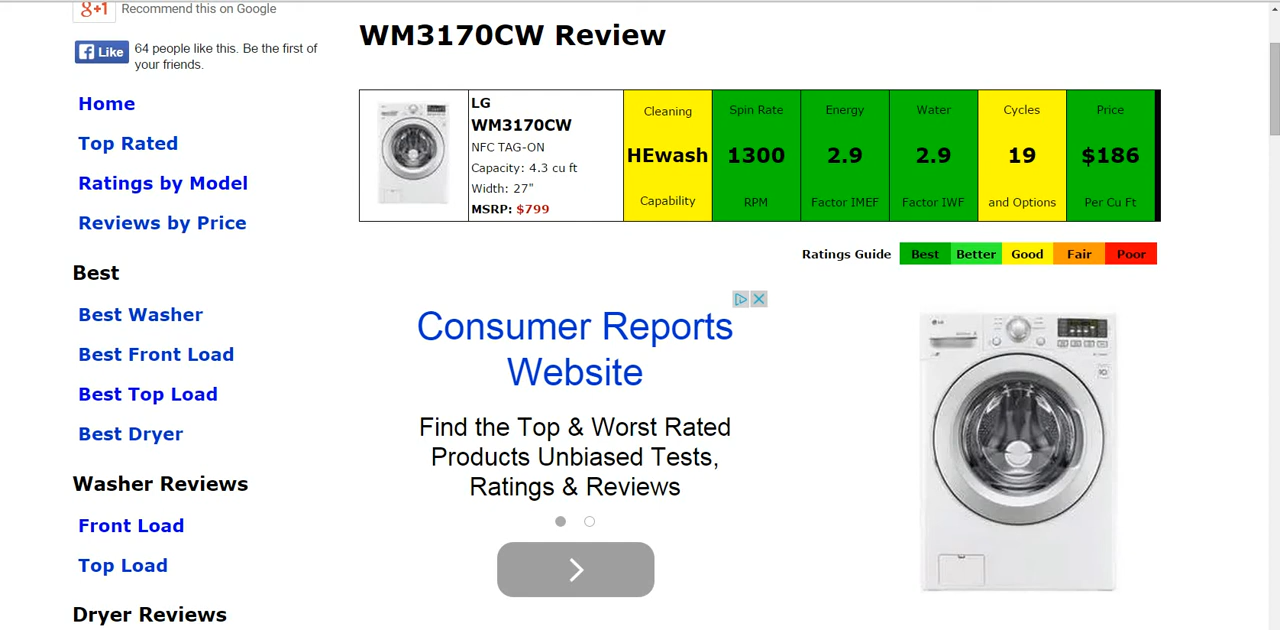 g+1 Recommend this on Google
Like 64 people like this. Be the first of
your friends.
Home
Top Rated
Ratings by Model
Reviews by Price
Best
Best Washer
Best Front Load
Best Top Load
Best Dryer
Washer Reviews
Front Load
Top Load
Dryer Reviews
WM3170CW Review
LG
WM3170CW
NFC TAG-ON
Capacity: 4.3 cu ft
Width: 27"
MSRP: $799
Cleaning
HEwash
Capability
Spin Rate
1300
RPM
Energy
2.9
Factor IMEF
Water
2.9
Factor IWF
Cycles
19
and Options
Price
$186
Per Cu Ft
Ratings Guide Best Better Good Fair Poor
Consumer Reports
Website
Find the Top & Worst Rated
Products Unbiased Tests,
Ratings & Reviews
LG